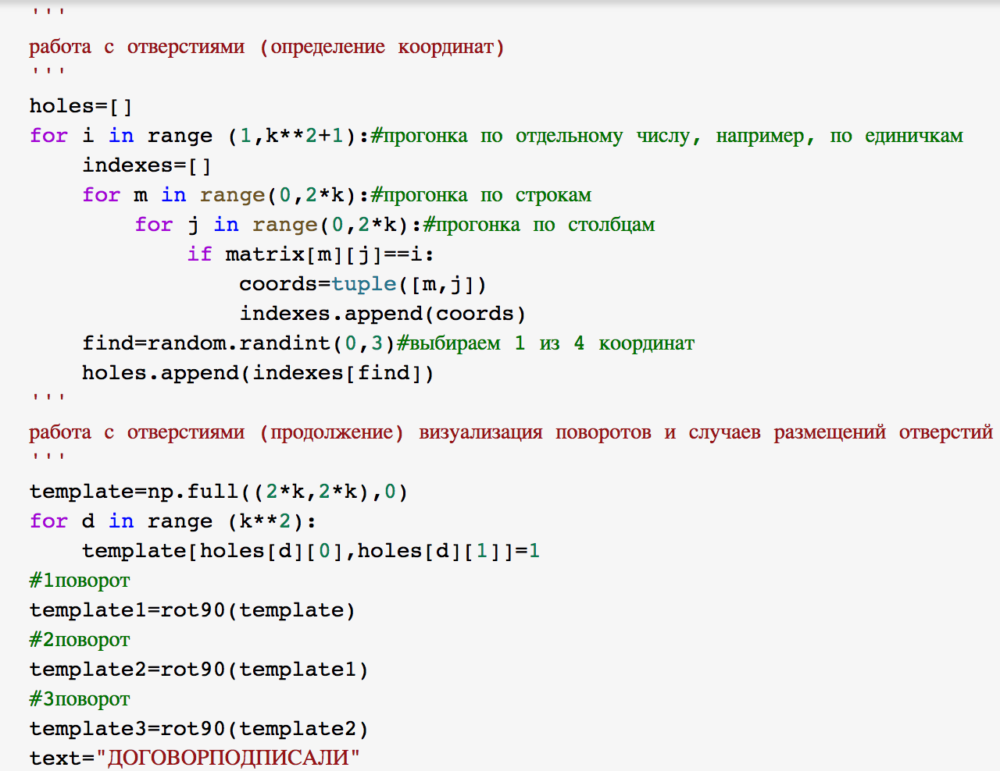 '''
работа с отверстиями (определение координат)
'''
holes=[]
for i in range (1,k**2+1):#прогонка по отдельному числу, например, по единичкам
    indexes=[]
    for m in range(0,2*k):#прогонка по строкам
        for j in range(0,2*k):#прогонка по столбцам
            if matrix[m][j]==i:
                coords=tuple([m,j])
                indexes.append(coords)
    find=random.randint(0,3)#выбираем 1 из 4 координат
    holes.append(indexes[find])
'''
работа с отверстиями (продолжение) визуализация поворотов и случаев размещений отверстий
'''
template=np.full((2*k,2*k),0)
for d in range (k**2):
    template[holes[d][0],holes[d][1]]=1
#1поворот
template1=rot90(template)
#2поворот
template2=rot90(template1)
#3поворот
template3=rot90(template2)
text="ДОГОВОРПОДПИСАЛИ"